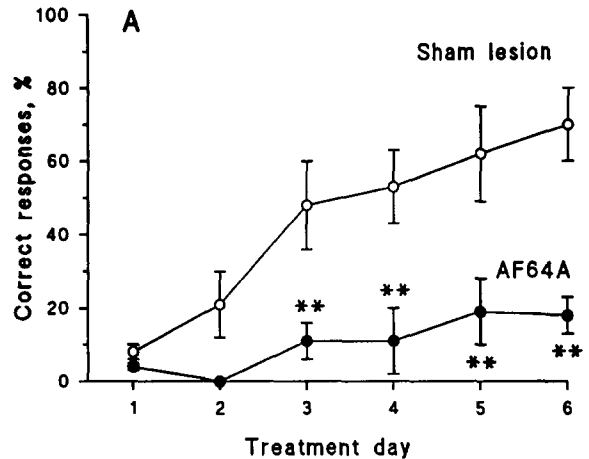 A
100
80
60
40
20
0
Correct responses, %
Sham lesion
AF64A
**
**
**
**
*
1 2 3 4 5 6
Treatment day